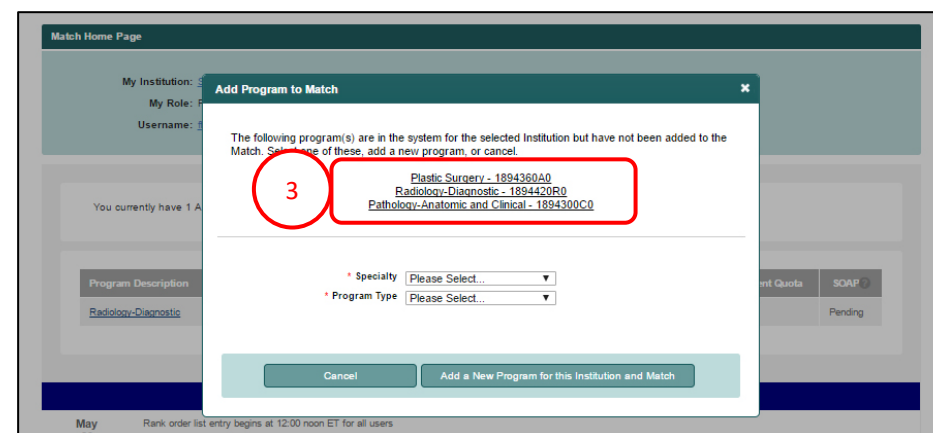 Match Home Page
My Institution: S
My Role:
Username:
Add Program to Match
The following program(s) are in the system for the selected Institution but have not been added to the
Match. Select one of these, add a new program, or cancel.
3
Plastic Surgery - 1894360A0
Radiology-Diagnostic - 1894420R0
Pathology-Anatomic and Clinical - 1894300C0
You currently have 1 A
* Specialty Please Select...
* Program Type Please Select...
Program Description
Quota SOAP
Radiology-Diagnostic
Pending
Cancel
Add a New Program for this Institution and Match
May Rank order list entry begins at 12:00 noon ET for all users